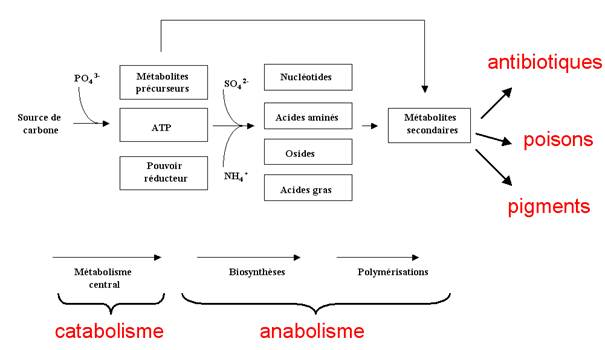 antibiotiques
PO₄³⁻
Métabolites
précurseurs
SO₄²⁻
Nucléotides
Source de
carbone
ATP
Acides aminés
Métabolites
secondaires
poisons
Osides
Pouvoir
réducteur
NH₄⁺
Acides gras
pigments
Métabolisme
central
Biosynthèses
Polymérisations
catabolisme
anabolisme